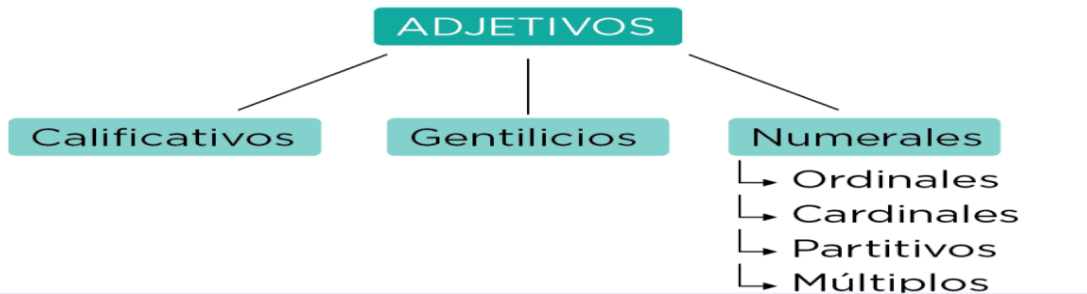 ADJETIVOS
Calificativos Gentilicios Numerales
Ordinales
Cardinales
Partitivos
Múltiplos